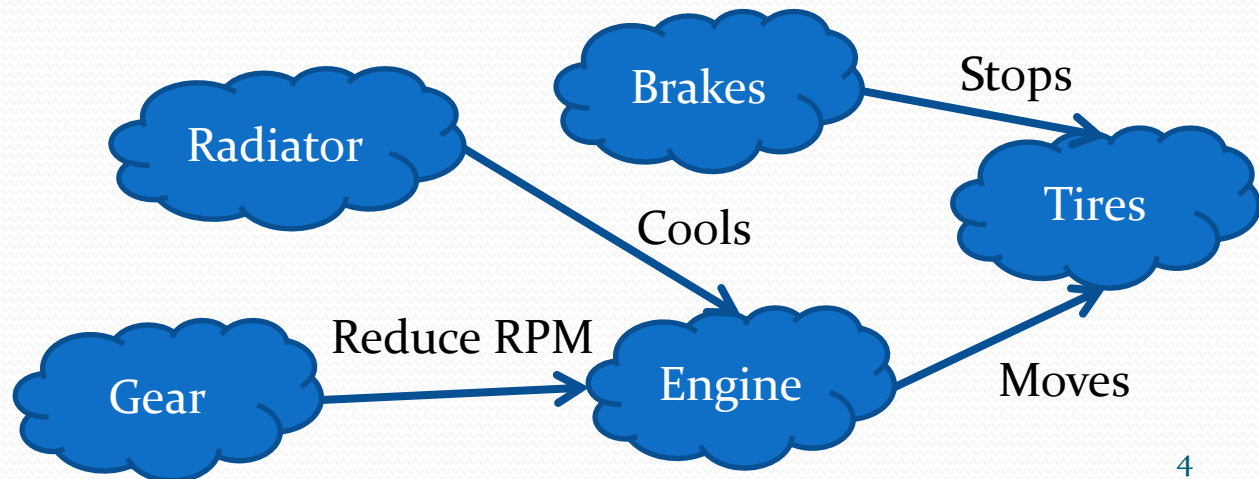 Brakes
Stops
Radiator
Tires
Cools
Reduce RPM
Gear
Engine
Moves
4